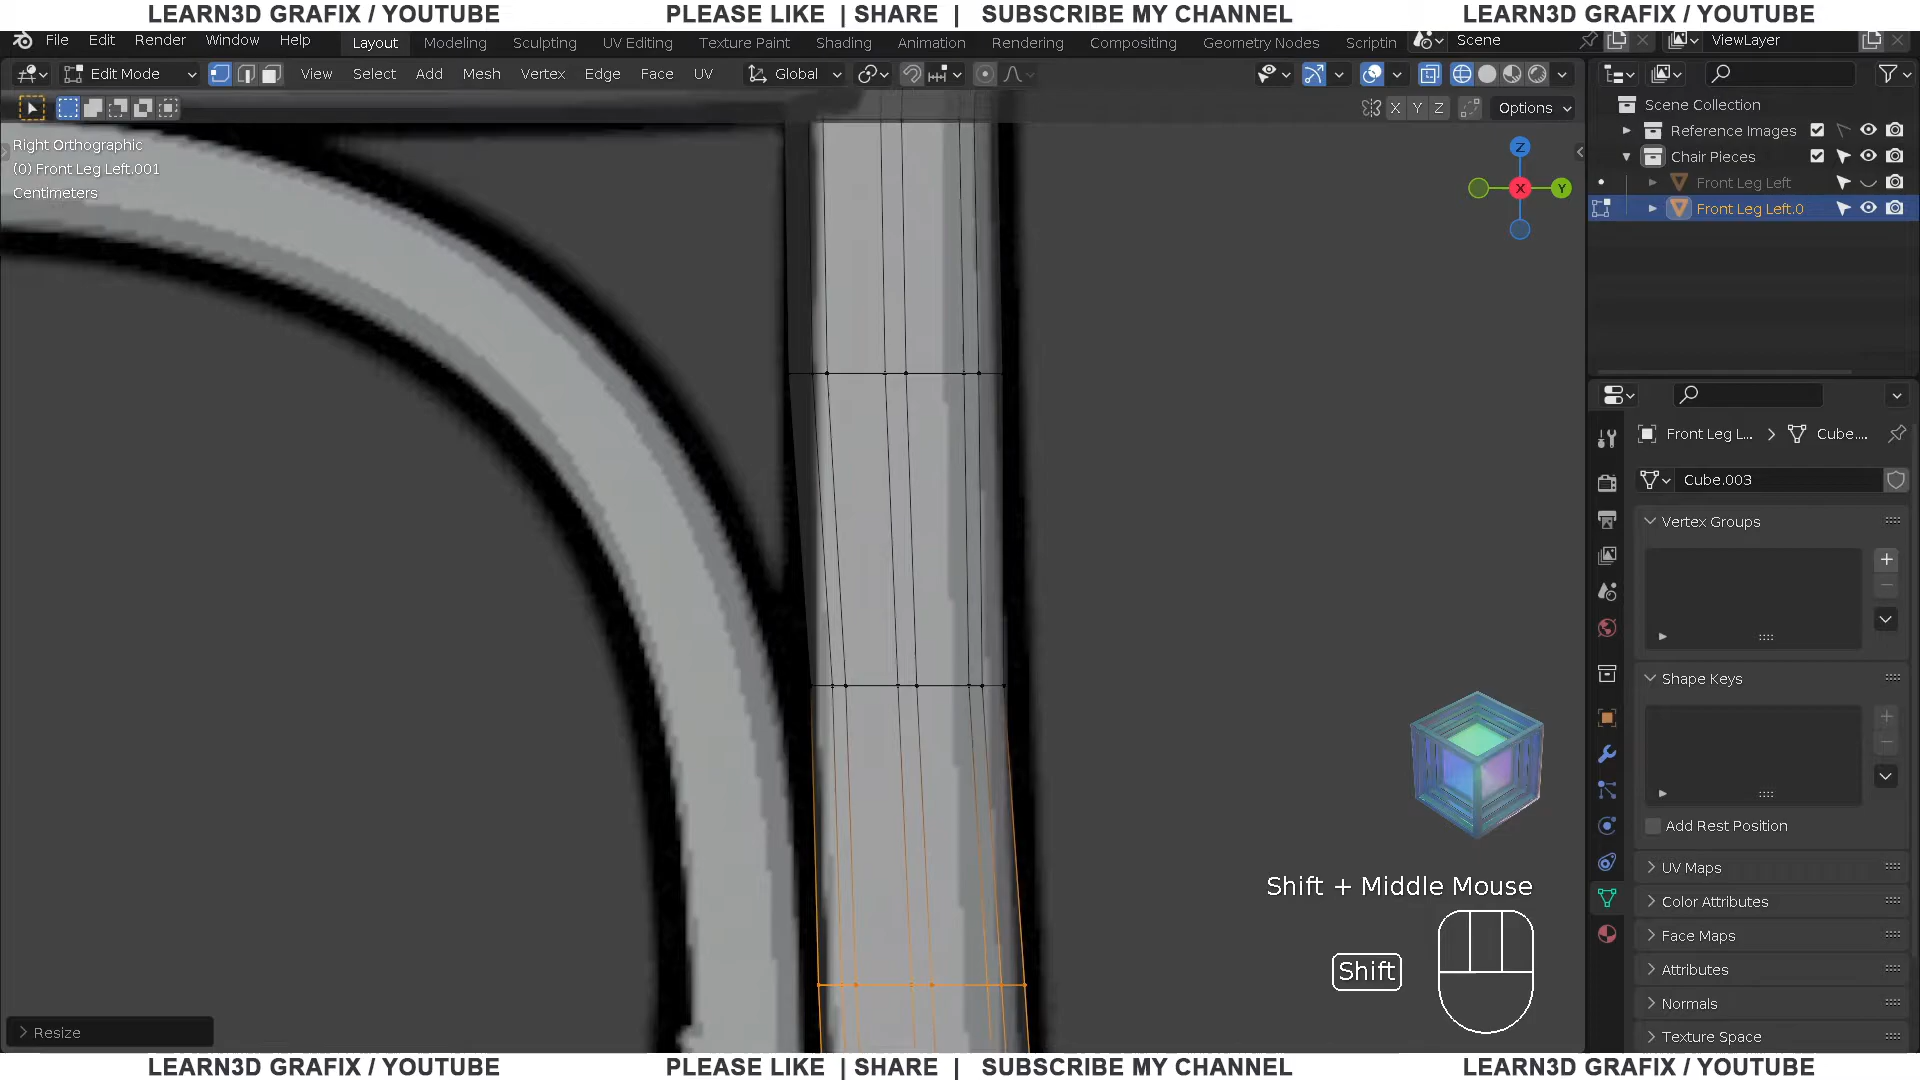 LEARN3D GRAFIX / YOUTUBE PLEASE LIKE | SHARE | SUBSCRIBE MY CHANNEL LEARN3D GRAFIX / YOUTUBE
File Edit Render Window Help Layout Modeling Sculpting UV Editing Texture Paint Shading Animation Rendering Compositing Geometry Nodes Scriptin Scene ViewLayer
Edit Mode View Select Add Mesh Vertex Edge Face UV Global
X Y Z Options
Right Orthographic
(0) Front Leg Left.001
Centimeters
Z
X
Y
Scene Collection
Reference Images
Chair Pieces
Front Leg Left
Front Leg Left.0
Front Leg L... > Cube....
Cube.003
Vertex Groups
Shape Keys
Add Rest Position
UV Maps
Color Attributes
Face Maps
Attributes
Normals
Texture Space
Shift + Middle Mouse
Shift
Resize
LEARN3D GRAFIX / YOUTUBE PLEASE LIKE | SHARE | SUBSCRIBE MY CHANNEL LEARN3D GRAFIX / YOUTUBE